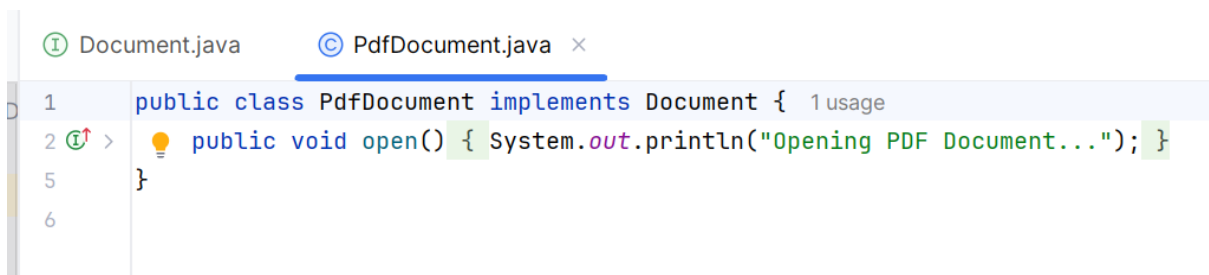 Document.java PdfDocument.java
1 public class PdfDocument implements Document { 1 usage
2 public void open() { System.out.println("Opening PDF Document..."); }
5 }
6